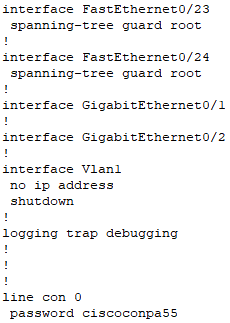 interface FastEthernet0/23
 spanning-tree guard root
!
interface FastEthernet0/24
 spanning-tree guard root
!
interface GigabitEthernet0/1
!
interface GigabitEthernet0/2
!
interface Vlan1
 no ip address
 shutdown
!
logging trap debugging
!
!
!
line con 0
 password ciscoconpa55